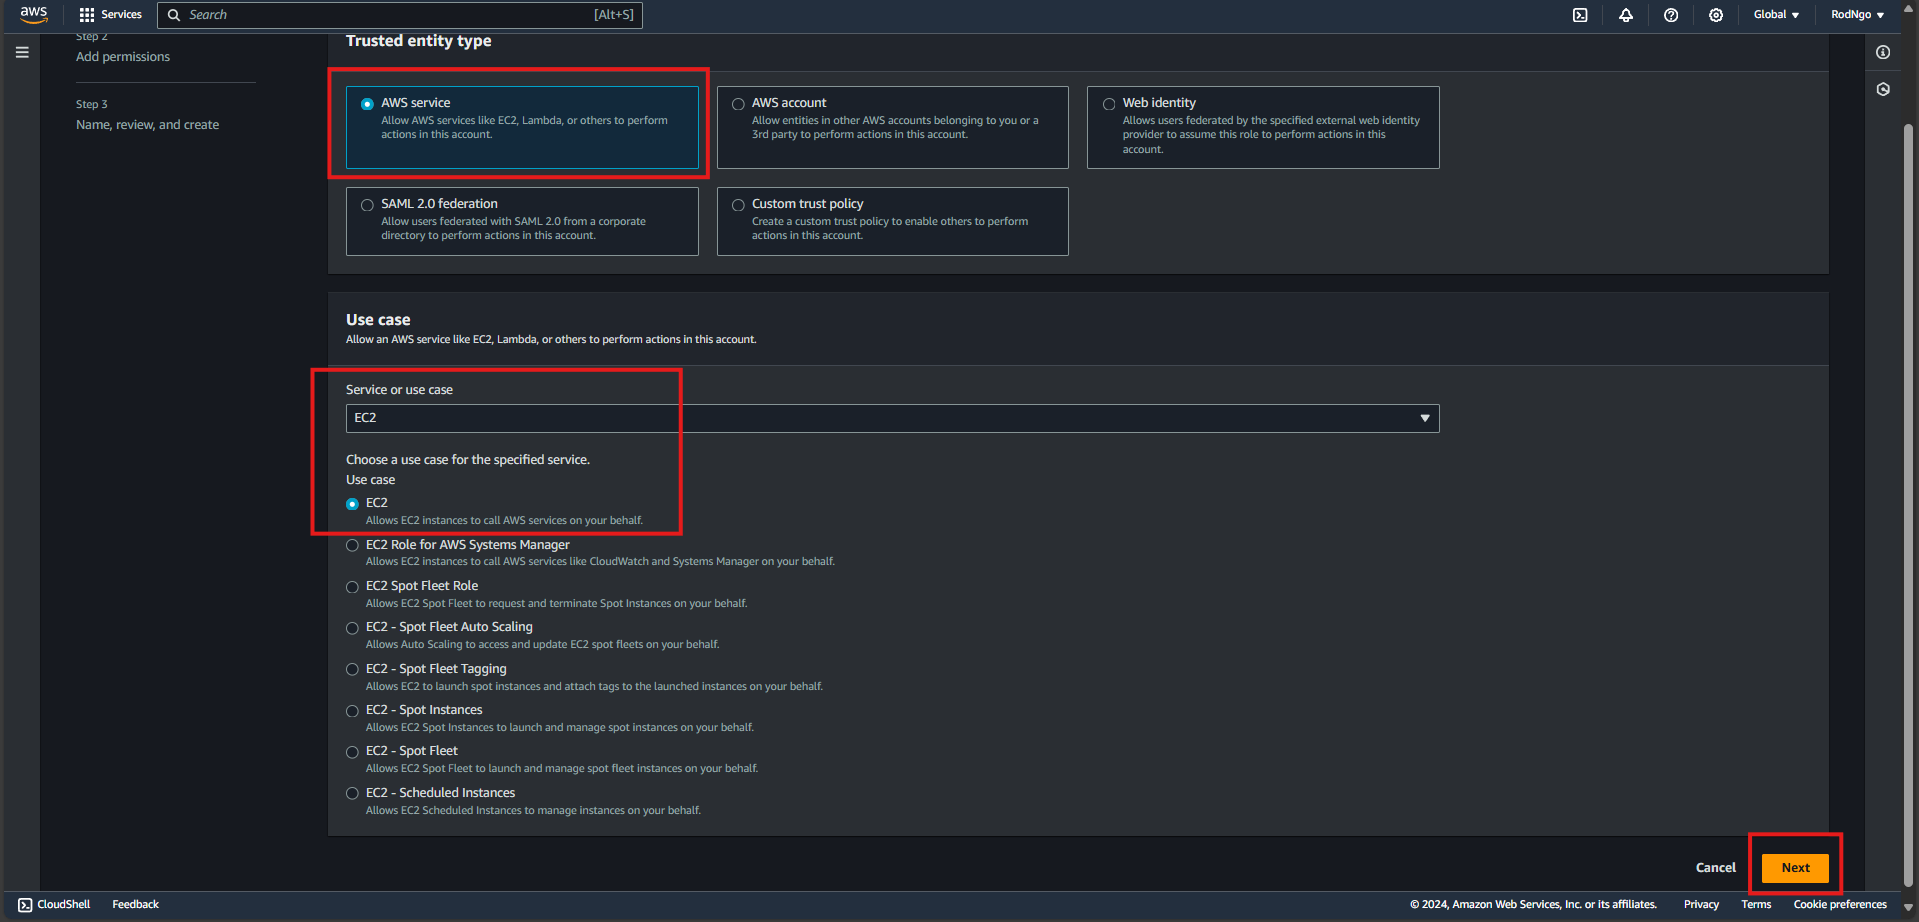 aws
Services
Search
[Alt+S]
Global
RodNgo
Step 2
Add permissions
Step 3
Name, review, and create
Trusted entity type
AWS service
Allow AWS services like EC2, Lambda, or others to perform
actions in this account.
AWS account
Allow entities in other AWS accounts belonging to you or a
3rd party to perform actions in this account.
Web identity
Allows users federated by the specified external web identity
provider to assume this role to perform actions in this
account.
SAML 2.0 federation
Allow users federated with SAML 2.0 from a corporate
directory to perform actions in this account.
Custom trust policy
Create a custom trust policy to enable others to perform
actions in this account.
Use case
Allow an AWS service like EC2, Lambda, or others to perform actions in this account.
Service or use case
EC2
Choose a use case for the specified service.
Use case
EC2
Allows EC2 instances to call AWS services on your behalf.
EC2 Role for AWS Systems Manager
Allows EC2 instances to call AWS services like CloudWatch and Systems Manager on your behalf.
EC2 Spot Fleet Role
Allows EC2 Spot Fleet to request and terminate Spot Instances on your behalf.
EC2 - Spot Fleet Auto Scaling
Allows Auto Scaling to access and update EC2 spot fleets on your behalf.
EC2 - Spot Fleet Tagging
Allows EC2 to launch spot instances and attach tags to the launched instances on your behalf.
EC2 - Spot Instances
Allows EC2 Spot Instances to launch and manage spot instances on your behalf.
EC2 - Spot Fleet
Allows EC2 Spot Fleet to launch and manage spot fleet instances on your behalf.
EC2 - Scheduled Instances
Allows EC2 Scheduled Instances to manage instances on your behalf.
Cancel
Next
CloudShell
Feedback
© 2024, Amazon Web Services, Inc. or its affiliates.
Privacy
Terms
Cookie preferences